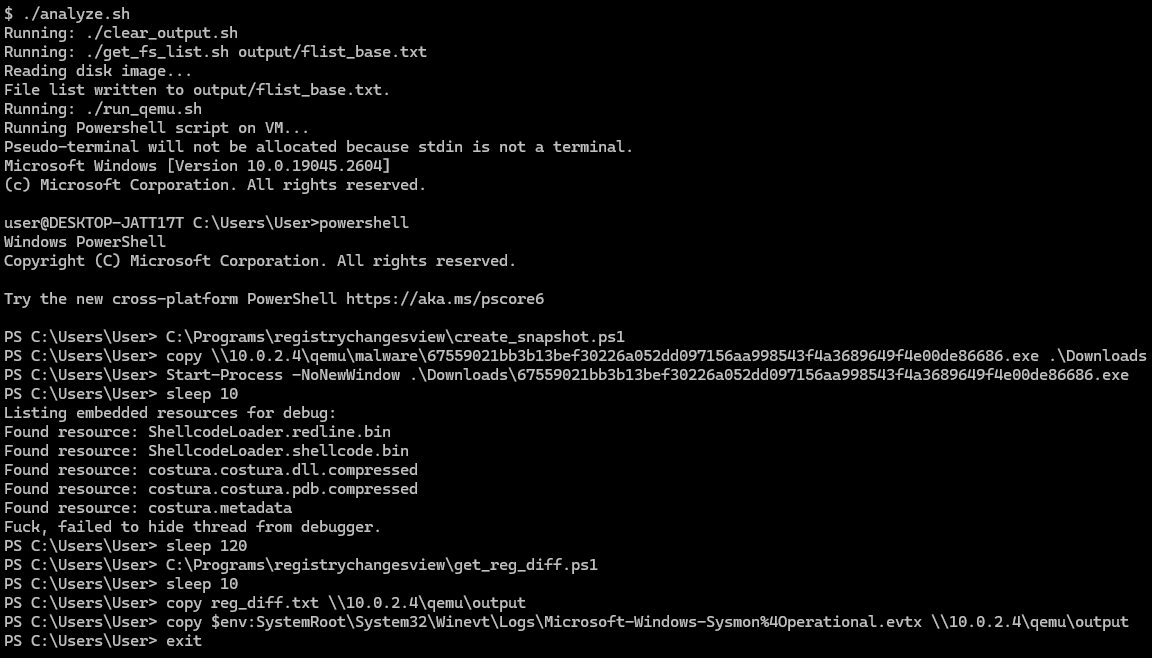 $ ./analyze.sh
Running: ./clear_output.sh
Running: ./get_fs_list.sh output/flist_base.txt
Reading disk image...
File list written to output/flist_base.txt.
Running: ./run_qemu.sh
Running Powershell script on VM...
Pseudo-terminal will not be allocated because stdin is not a terminal.
Microsoft Windows [Version 10.0.19045.2604]
(c) Microsoft Corporation. All rights reserved.
user@DESKTOP-JATT17T C:\Users\User>powershell
Windows PowerShell
Copyright (C) Microsoft Corporation. All rights reserved.
Try the new cross-platform PowerShell https://aka.ms/pscore6
PS C:\Users\User> C:\Programs\registrychangesview\create_snapshot.ps1
PS C:\Users\User> copy \\10.0.2.4\qemu\malware\67559021bb3b13bef30226a052dd097156aa998543f4a3689649f4e00de86686.exe .\Downloads
PS C:\Users\User> Start-Process -NoNewWindow .\Downloads\67559021bb3b13bef30226a052dd097156aa998543f4a3689649f4e00de86686.exe
PS C:\Users\User> sleep 10
Listing embedded resources for debug:
Found resource: ShellcodeLoader.redline.bin
Found resource: ShellcodeLoader.shellcode.bin
Found resource: costura.costura.dll.compressed
Found resource: costura.costura.pdb.compressed
Found resource: costura.metadata
Fuck, failed to hide thread from debugger.
PS C:\Users\User> sleep 120
PS C:\Users\User> C:\Programs\registrychangesview\get_reg_diff.ps1
PS C:\Users\User> sleep 10
PS C:\Users\User> copy reg_diff.txt \\10.0.2.4\qemu\output
PS C:\Users\User> copy $env:SystemRoot\System32\Winevt\Logs\Microsoft-Windows-Sysmon%4Operational.evtx \\10.0.2.4\qemu\output
PS C:\Users\User> exit